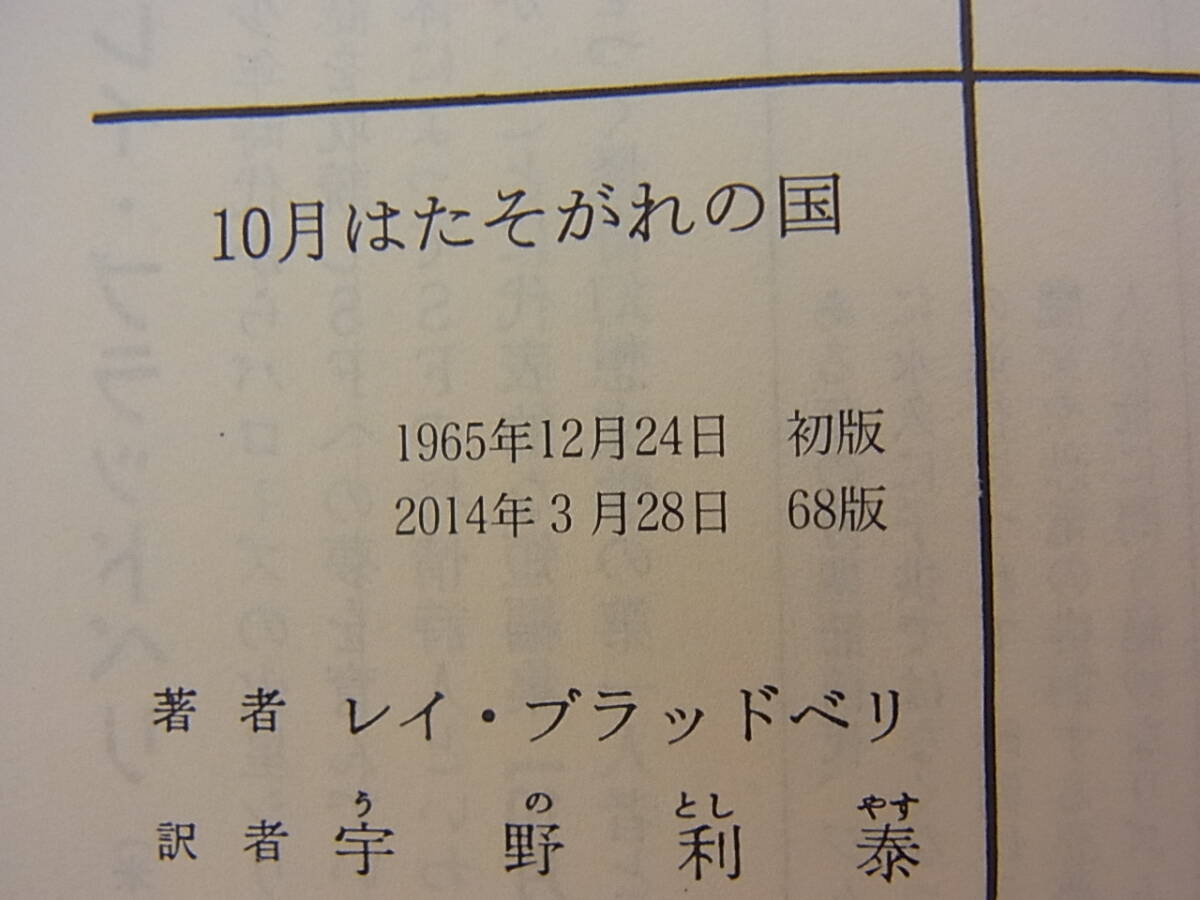 10月はたそがれの国
1965年12月24日 初版
2014年3月28日 68版
著者 レイ・ブラッドベリ
う の とし やす
訳者 宇野利泰